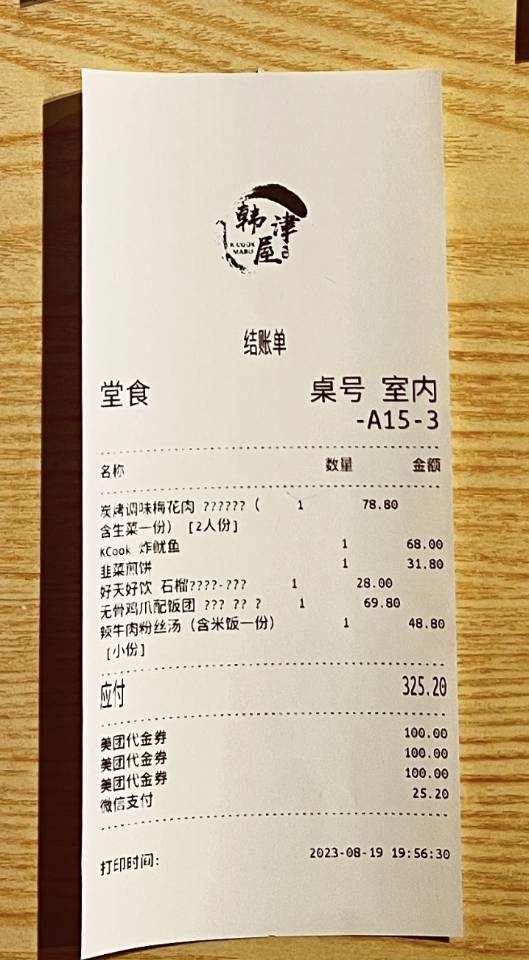 韩津
K COOK 屋
MARU
结账单
堂食 桌号 室内
-A15-3
名称 数量 金额
炭烤调味梅花肉 ??????（ 1 78.80
含生菜一份） [2人份]
KCook 炸鱿鱼 1 68.00
韭菜煎饼 1 31.80
好天好饮 石榴????-??? 1 28.00
无骨鸡爪配饭团 ??? ?? ? 1 69.80
辣牛肉粉丝汤（含米饭一份） 1 48.80
[小份]
应付 325.20
美团代金券 100.00
美团代金券 100.00
美团代金券 100.00
微信支付 25.20
打印时间: 2023-08-19 19:56:30